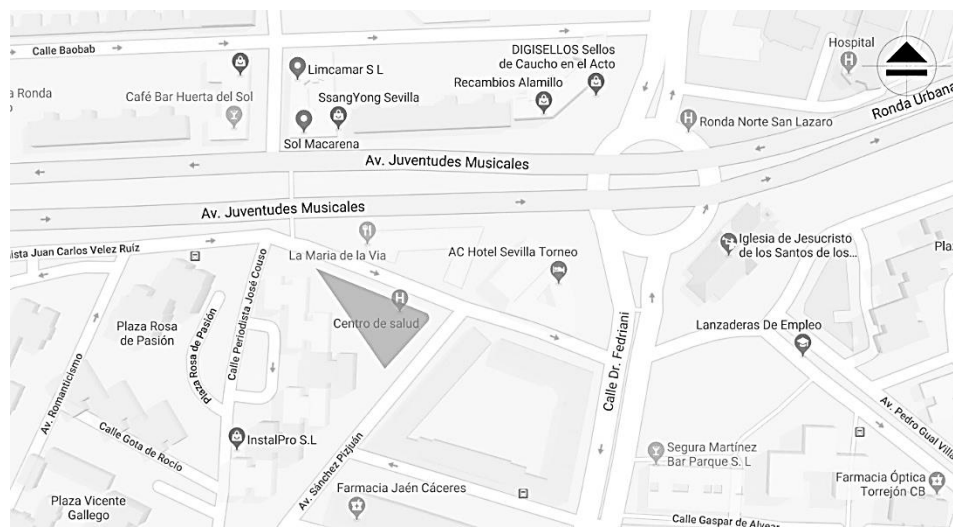 Calle Baobab
DIGISELLOS Sellos
de Caucho en el Acto
Hospital
Limcamar S L
Recambios Alamillo
a Ronda
Café Bar Huerta del Sol
SsangYong Sevilla
Ronda Urbana
Ronda Norte San Lazaro
Sol Macarena
Av. Juventudes Musicales
Av. Juventudes Musicales
ista Juan Carlos Velez Ruíz
La Maria de la Via
AC Hotel Sevilla Torneo
Iglesia de Jesucristo
de los Santos de los...
Plaza Rosa
de Pasión
Plaza Rosa de Pasión
Calle Periodista José Couso
Centro de salud
Lanzaderas De Empleo
Av. Romanticismo
Calle Dr. Fedriani
Av. Pedro Gual Villa
Calle Gota de Rocío
InstalPro S.L
Av. Sánchez Pizjuán
Segura Martínez
Bar Parque S. L
Plaza Vicente
Gallego
Farmacia Jaén Cáceres
Farmacia Óptica
Torrejón CB
Calle Gaspar de Alvear